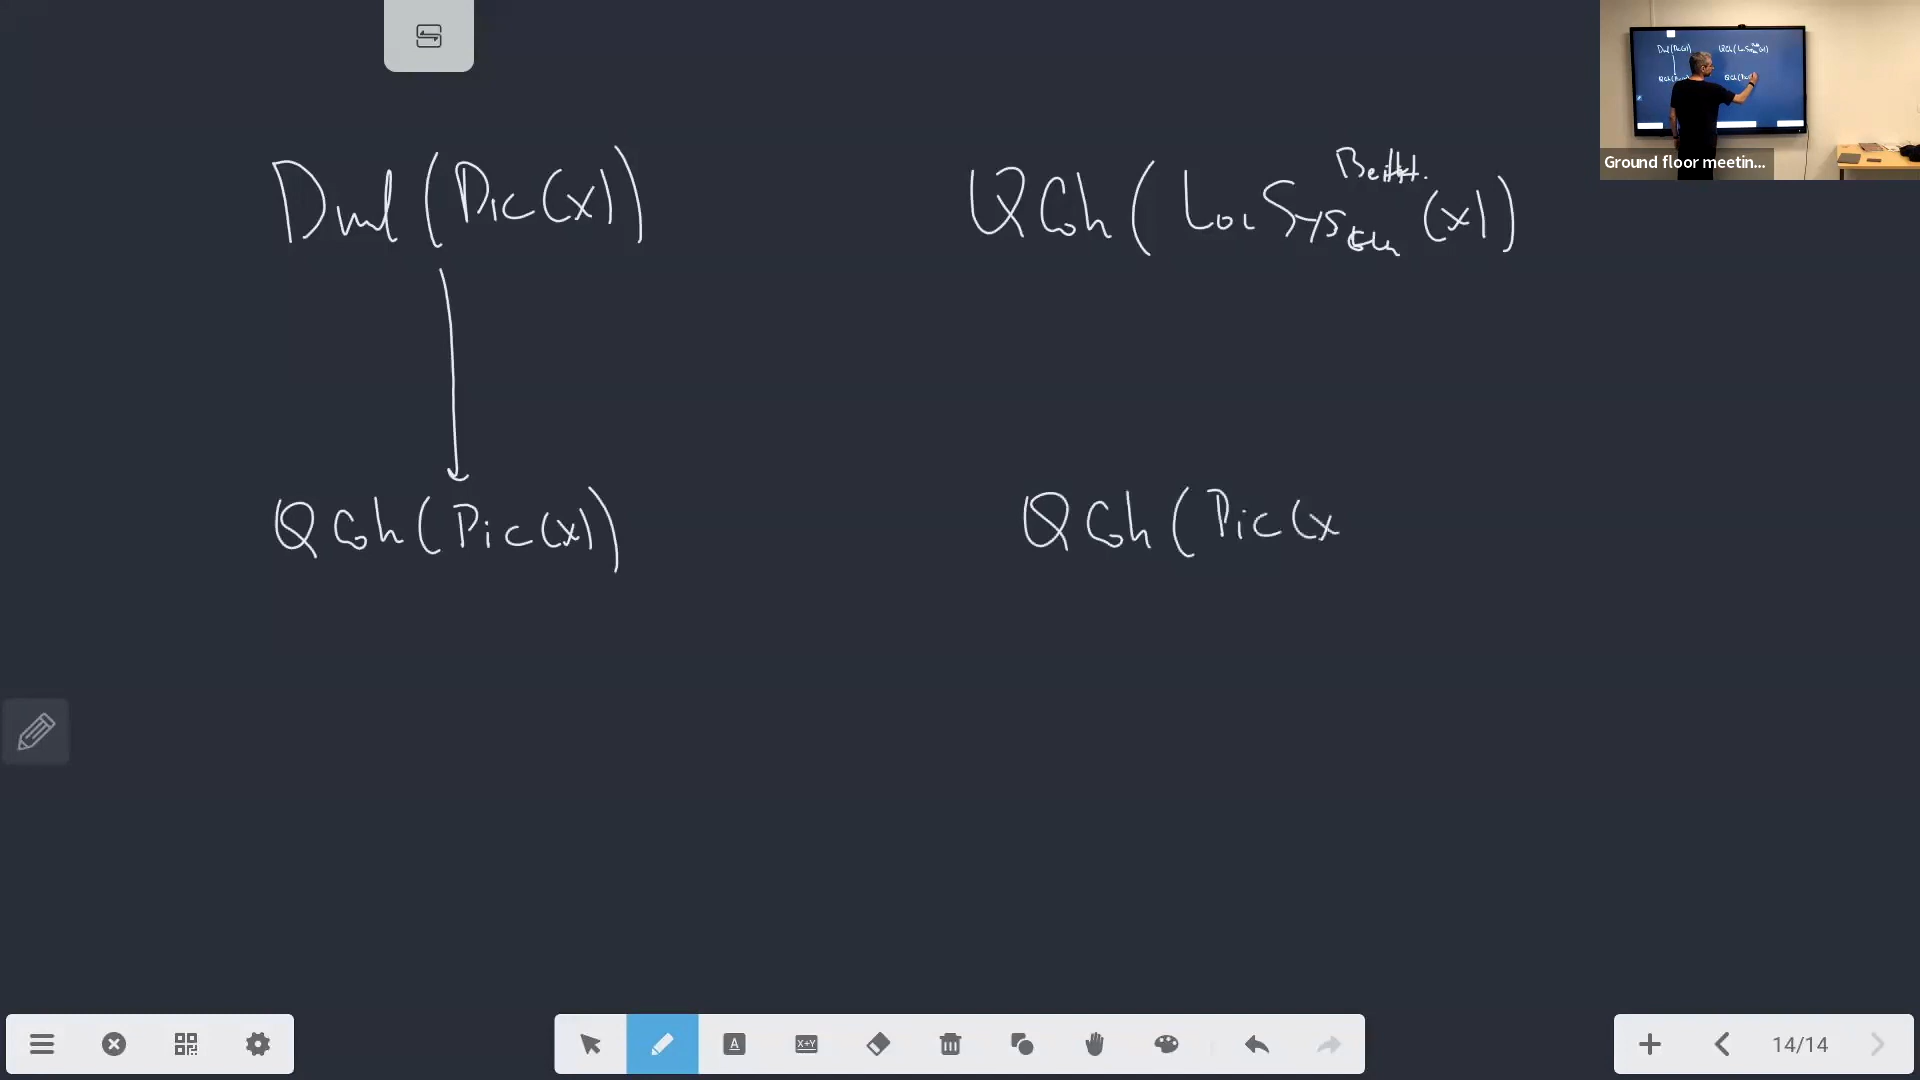 Dmod(Pic(X)) QCoh(LocSys_Gm^Betti(X))
QCoh(Pic(X)) QCoh(Pic(X
Ground floor meetin...
14/14